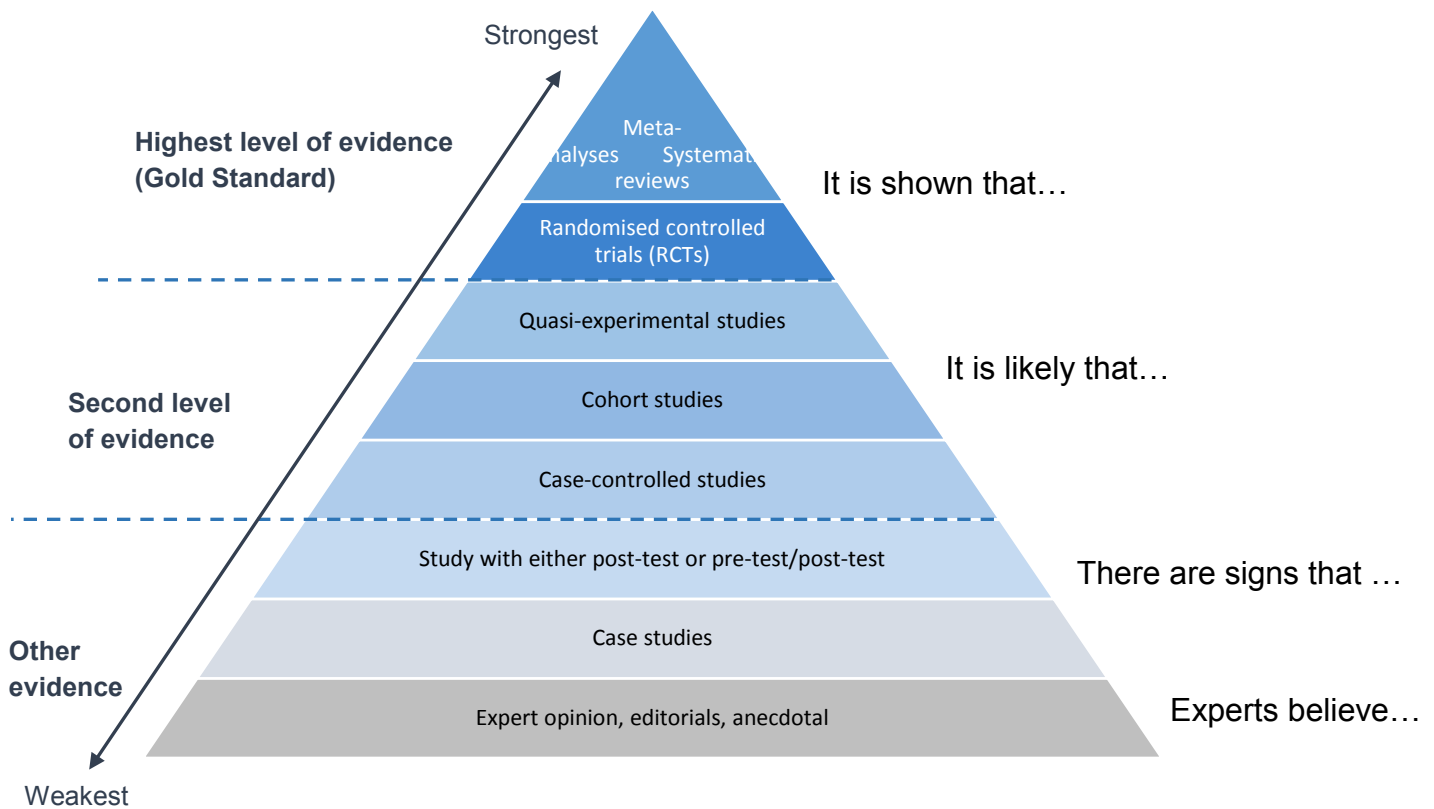 Strongest
Highest level of evidence
(Gold Standard)
Meta-
nalyses Systemati
reviews
It is shown that…
Randomised controlled
trials (RCTs)
Quasi-experimental studies
It is likely that…
Cohort studies
Second level
of evidence
Case-controlled studies
Study with either post-test or pre-test/post-test
There are signs that …
Case studies
Other
evidence
Expert opinion, editorials, anecdotal
Experts believe…
Weakest